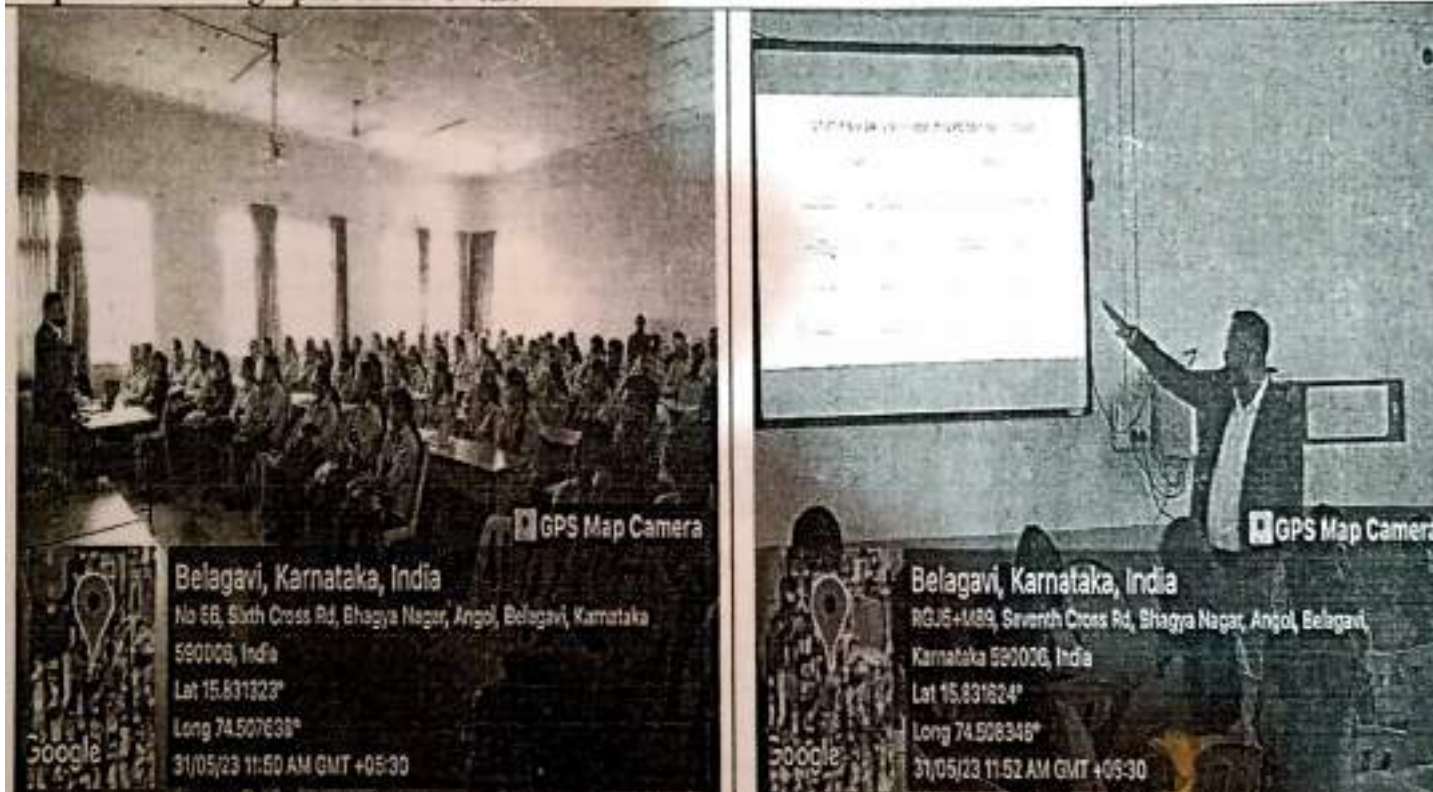 GPS Map Camera
Belagavi, Karnataka, India
No 66, Sixth Cross Rd, Bhagya Nagar, Angol, Belagavi, Karnataka
590006, India
Lat 15.831323°
Long 74.507638°
31/05/23 11:50 AM GMT +05:30
Google
GPS Map Camera
Belagavi, Karnataka, India
RGJ5+M89, Seventh Cross Rd, Bhagya Nagar, Angol, Belagavi,
Karnataka 590006, India
Lat 15.831624°
Long 74.508348°
31/05/23 11:52 AM GMT +05:30
Google